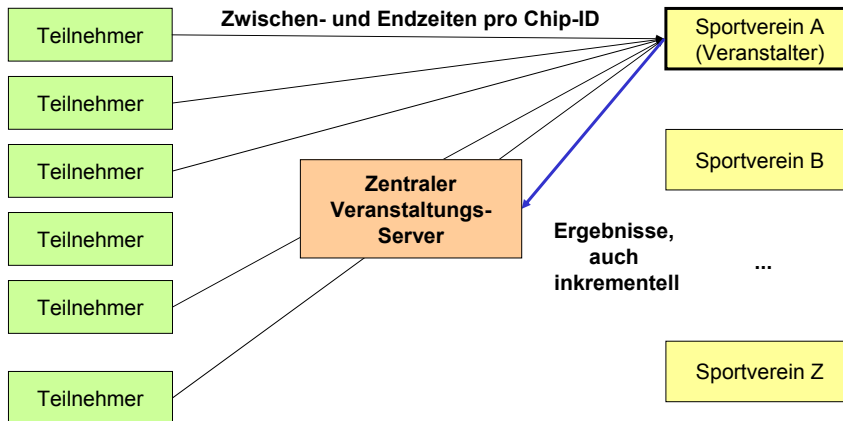 Zwischen- und Endzeiten pro Chip-ID
Teilnehmer
Teilnehmer
Teilnehmer
Teilnehmer
Teilnehmer
Teilnehmer
Zentraler
Veranstaltungs-
Server
Ergebnisse,
auch
inkrementell
Sportverein A
(Veranstalter)
Sportverein B
...
Sportverein Z